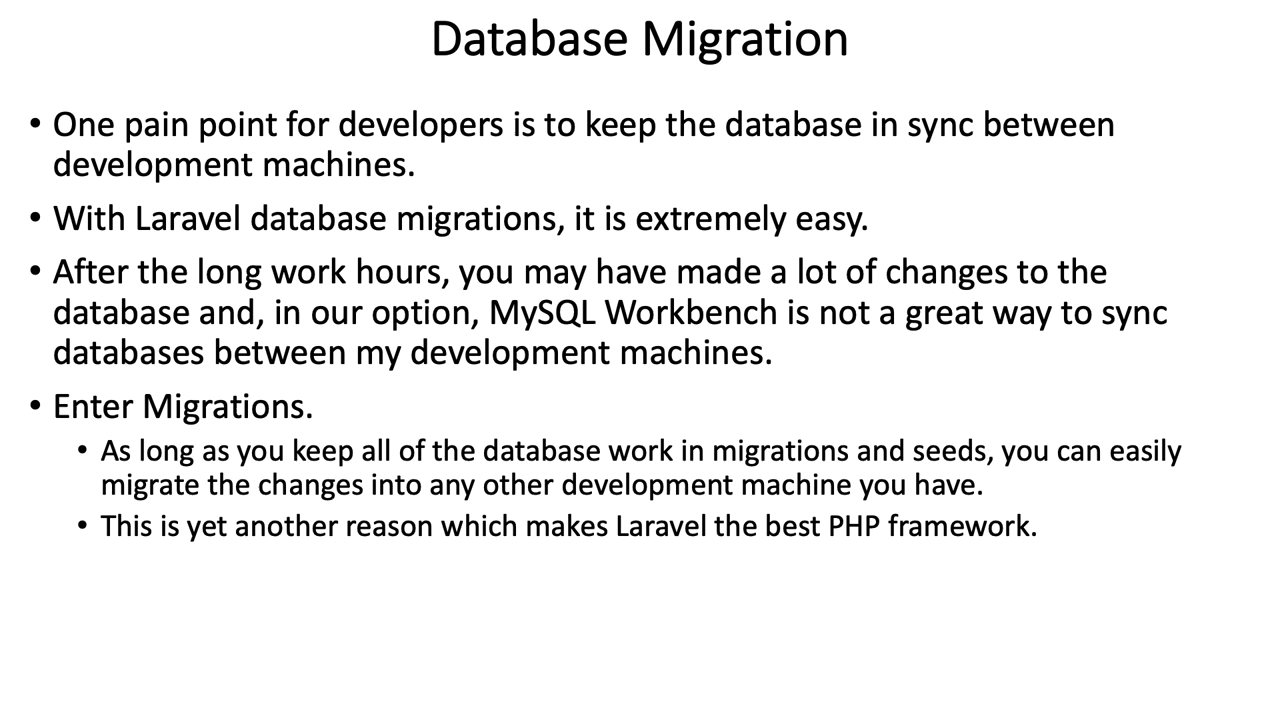 Database Migration
• One pain point for developers is to keep the database in sync between
development machines.
• With Laravel database migrations, it is extremely easy.
• After the long work hours, you may have made a lot of changes to the
database and, in our option, MySQL Workbench is not a great way to sync
databases between my development machines.
• Enter Migrations.
• As long as you keep all of the database work in migrations and seeds, you can easily
migrate the changes into any other development machine you have.
• This is yet another reason which makes Laravel the best PHP framework.